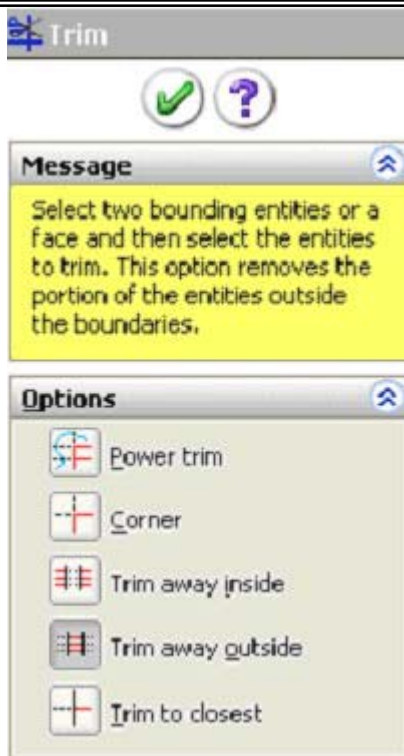 Trim
?
Message
Select two bounding entities or a
face and then select the entities
to trim. This option removes the
portion of the entities outside
the boundaries.
Options
Power trim
Corner
Trim away inside
Trim away outside
Trim to closest